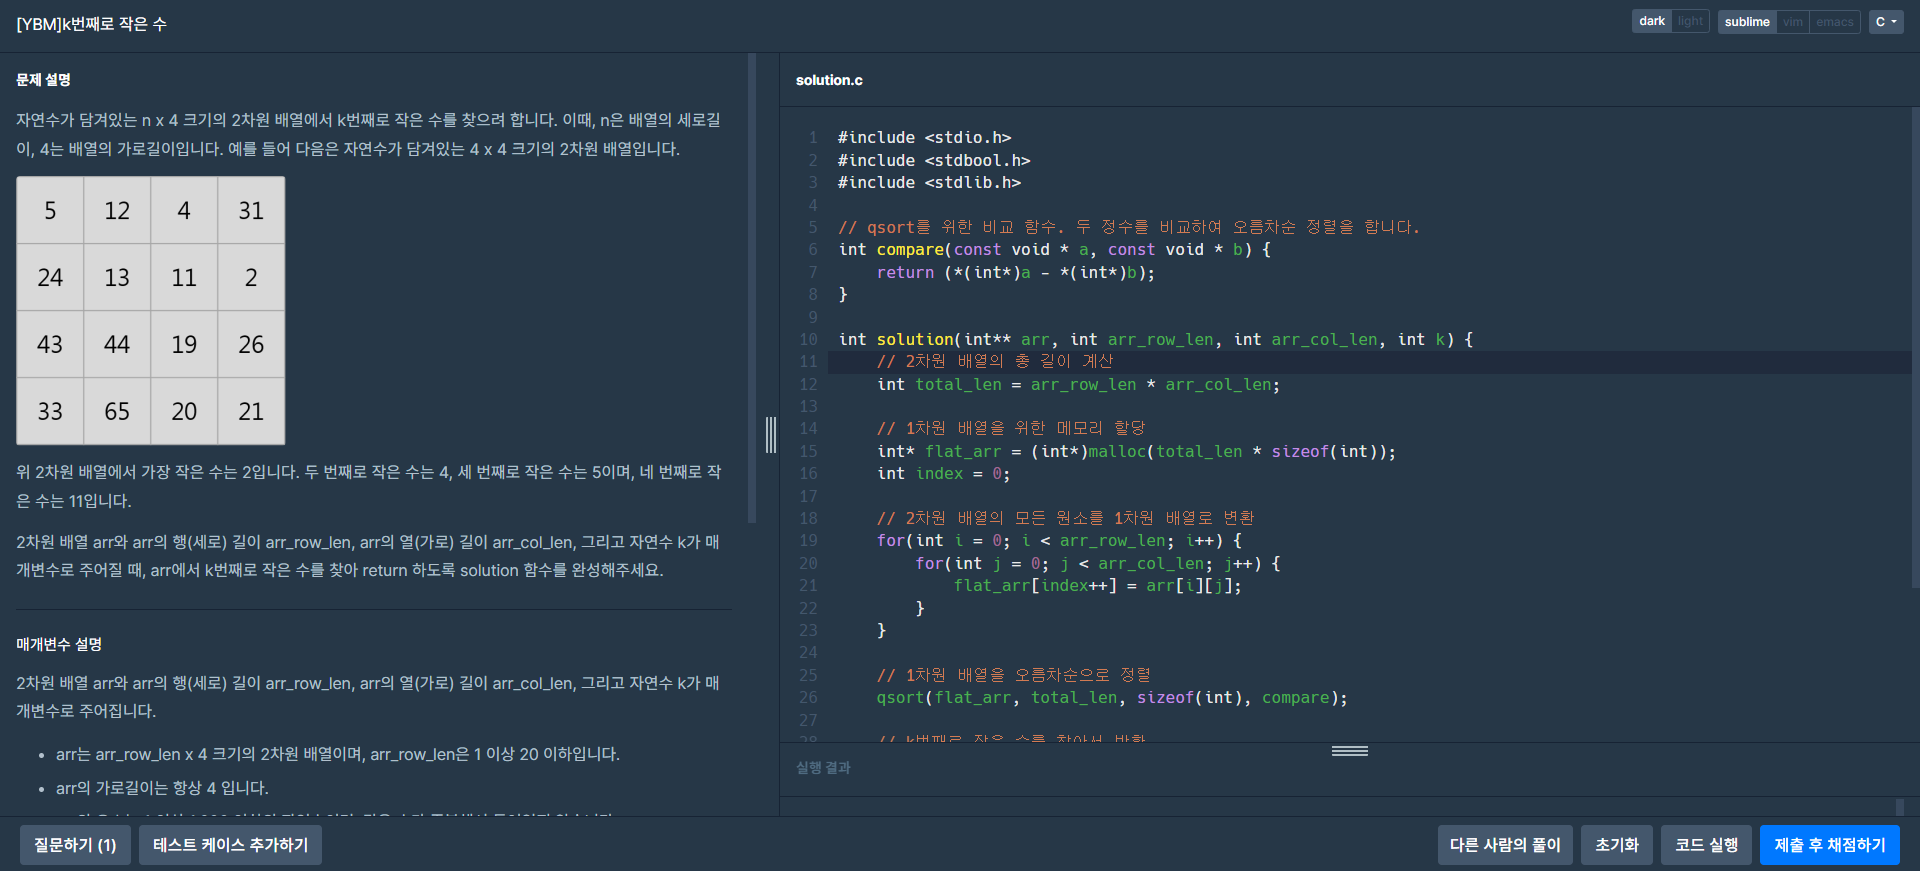 [YBM]k번째로 작은 수
dark light sublime vim emacs C
문제 설명
자연수가 담겨있는 n x 4 크기의 2차원 배열에서 k번째로 작은 수를 찾으려 합니다. 이때, n은 배열의 세로길
이, 4는 배열의 가로길이입니다. 예를 들어 다음은 자연수가 담겨있는 4 x 4 크기의 2차원 배열입니다.
5 12 4 31
24 13 11 2
43 44 19 26
33 65 20 21
위 2차원 배열에서 가장 작은 수는 2입니다. 두 번째로 작은 수는 4, 세 번째로 작은 수는 5이며, 네 번째로 작
은 수는 11입니다.
2차원 배열 arr와 arr의 행(세로) 길이 arr_row_len, arr의 열(가로) 길이 arr_col_len, 그리고 자연수 k가 매
개변수로 주어질 때, arr에서 k번째로 작은 수를 찾아 return 하도록 solution 함수를 완성해주세요.
매개변수 설명
2차원 배열 arr와 arr의 행(세로) 길이 arr_row_len, arr의 열(가로) 길이 arr_col_len, 그리고 자연수 k가 매
개변수로 주어집니다.
• arr는 arr_row_len x 4 크기의 2차원 배열이며, arr_row_len은 1 이상 20 이하입니다.
• arr의 가로길이는 항상 4 입니다.
solution.c
1 #include <stdio.h>
2 #include <stdbool.h>
3 #include <stdlib.h>
4
5 // qsort를 위한 비교 함수. 두 정수를 비교하여 오름차순 정렬을 합니다.
6 int compare(const void * a, const void * b) {
7 return (*(int*)a - *(int*)b);
8 }
9
10 int solution(int** arr, int arr_row_len, int arr_col_len, int k) {
11 // 2차원 배열의 총 길이 계산
12 int total_len = arr_row_len * arr_col_len;
13
14 // 1차원 배열을 위한 메모리 할당
15 int* flat_arr = (int*)malloc(total_len * sizeof(int));
16 int index = 0;
17
18 // 2차원 배열의 모든 원소를 1차원 배열로 변환
19 for(int i = 0; i < arr_row_len; i++) {
20 for(int j = 0; j < arr_col_len; j++) {
21 flat_arr[index++] = arr[i][j];
22 }
23 }
24
25 // 1차원 배열을 오름차순으로 정렬
26 qsort(flat_arr, total_len, sizeof(int), compare);
27
28 // k번째로 작은 수를 찾아서 반환
실행 결과
질문하기 (1) 테스트 케이스 추가하기 다른 사람의 풀이 초기화 코드 실행 제출 후 채점하기